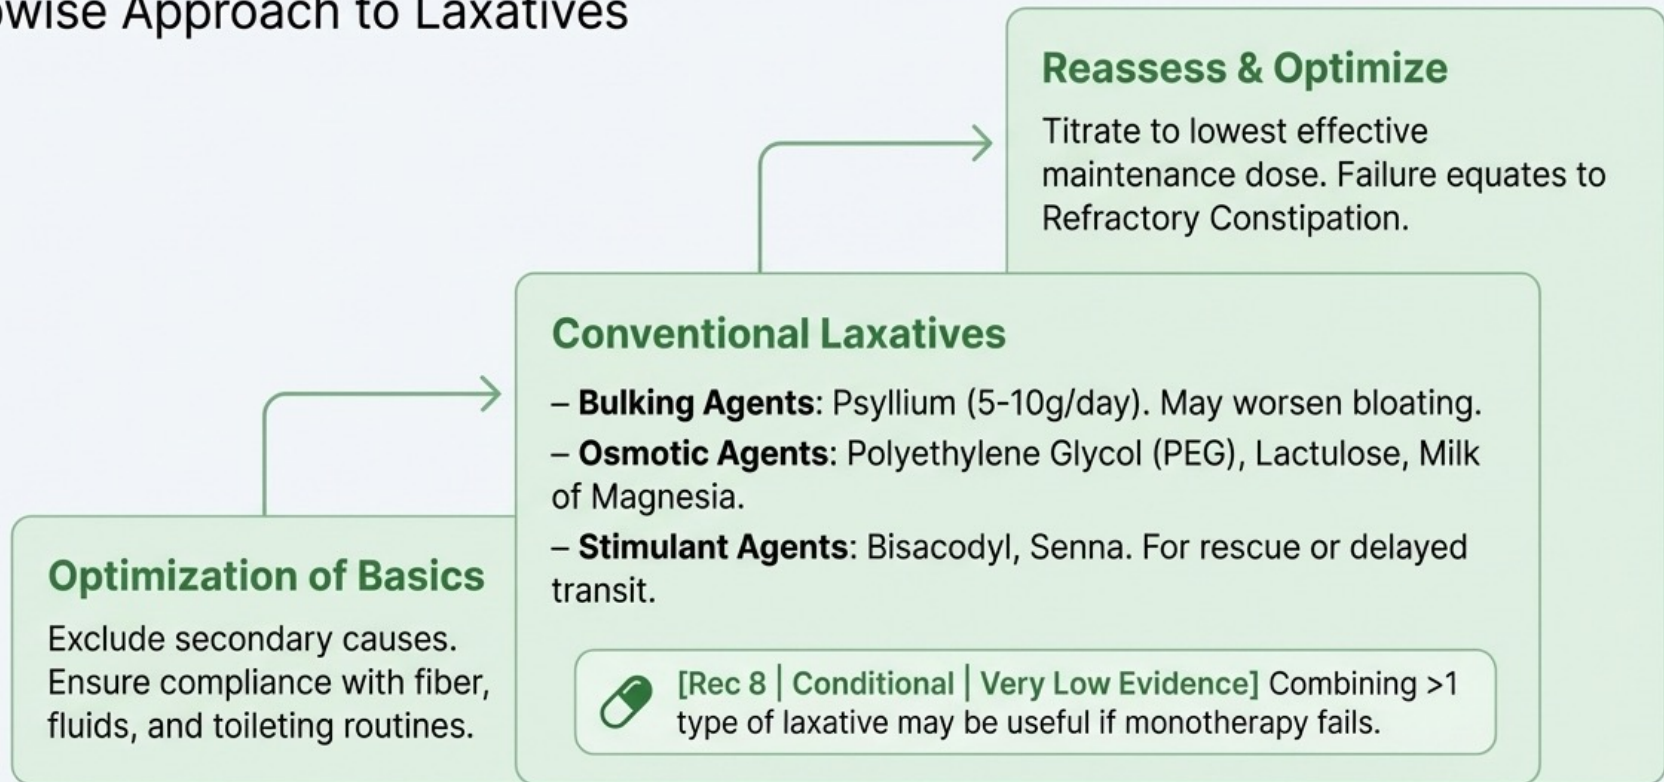 Approach to Laxatives
Reassess & Optimize
Titrate to lowest effective
maintenance dose. Failure equates to
Refractory Constipation.
Conventional Laxatives
– Bulking Agents: Psyllium (5-10g/day). May worsen bloating.
– Osmotic Agents: Polyethylene Glycol (PEG), Lactulose, Milk
of Magnesia.
– Stimulant Agents: Bisacodyl, Senna. For rescue or delayed
transit.
[Rec 8 | Conditional | Very Low Evidence] Combining >1
type of laxative may be useful if monotherapy fails.
Optimization of Basics
Exclude secondary causes.
Ensure compliance with fiber,
fluids, and toileting routines.